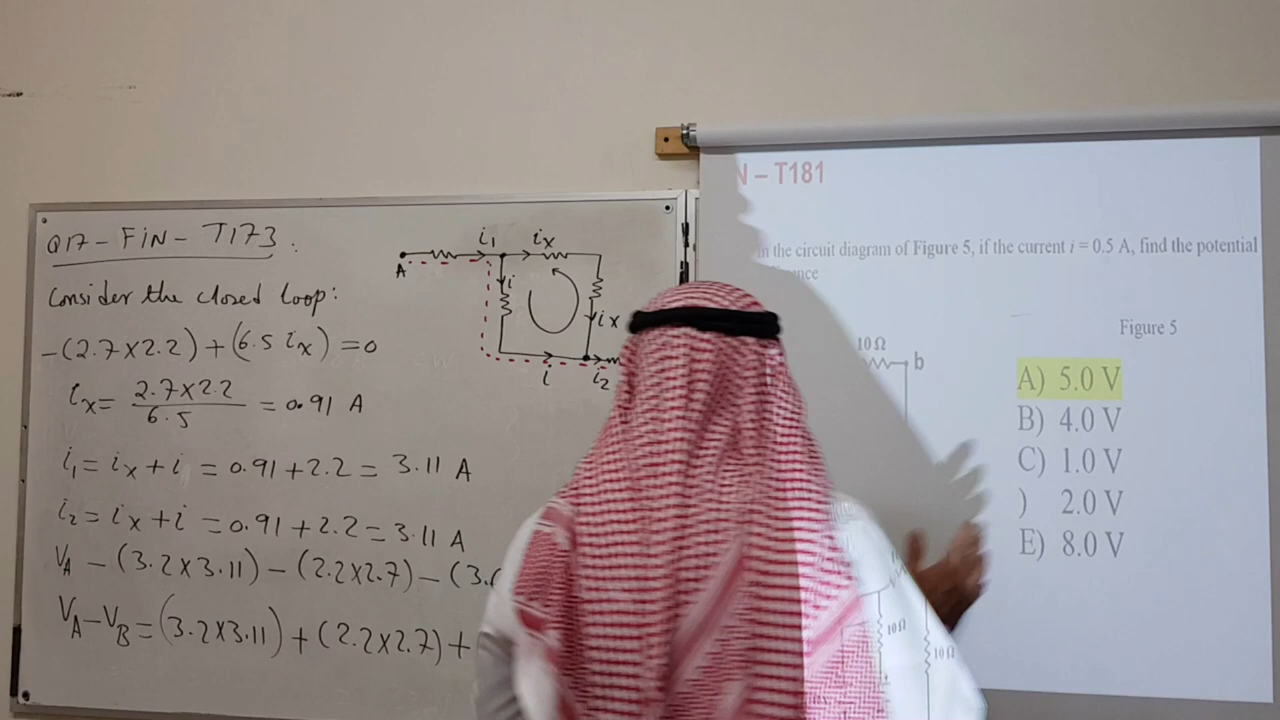 Q17 - FIN - T173.
Consider the closed loop:
-(2.7×2.2) + (6.5 ix) = 0
ix = 2.7×2.2 / 6.5 = 0.91 A
i1 = ix + i = 0.91 + 2.2 = 3.11 A
i2 = ix + i = 0.91 + 2.2 = 3.11 A
VA - (3.2×3.11) - (2.2×2.7) - (3.
VA - VB = (3.2×3.11) + (2.2×2.7) +
A
i1
ix
i
ix
i
i2
– T181
in the circuit diagram of Figure 5, if the current i = 0.5 A, find the potential
Figure 5
10 Ω
b
A) 5.0 V
B) 4.0 V
C) 1.0 V
) 2.0 V
E) 8.0 V
10 Ω
10 Ω